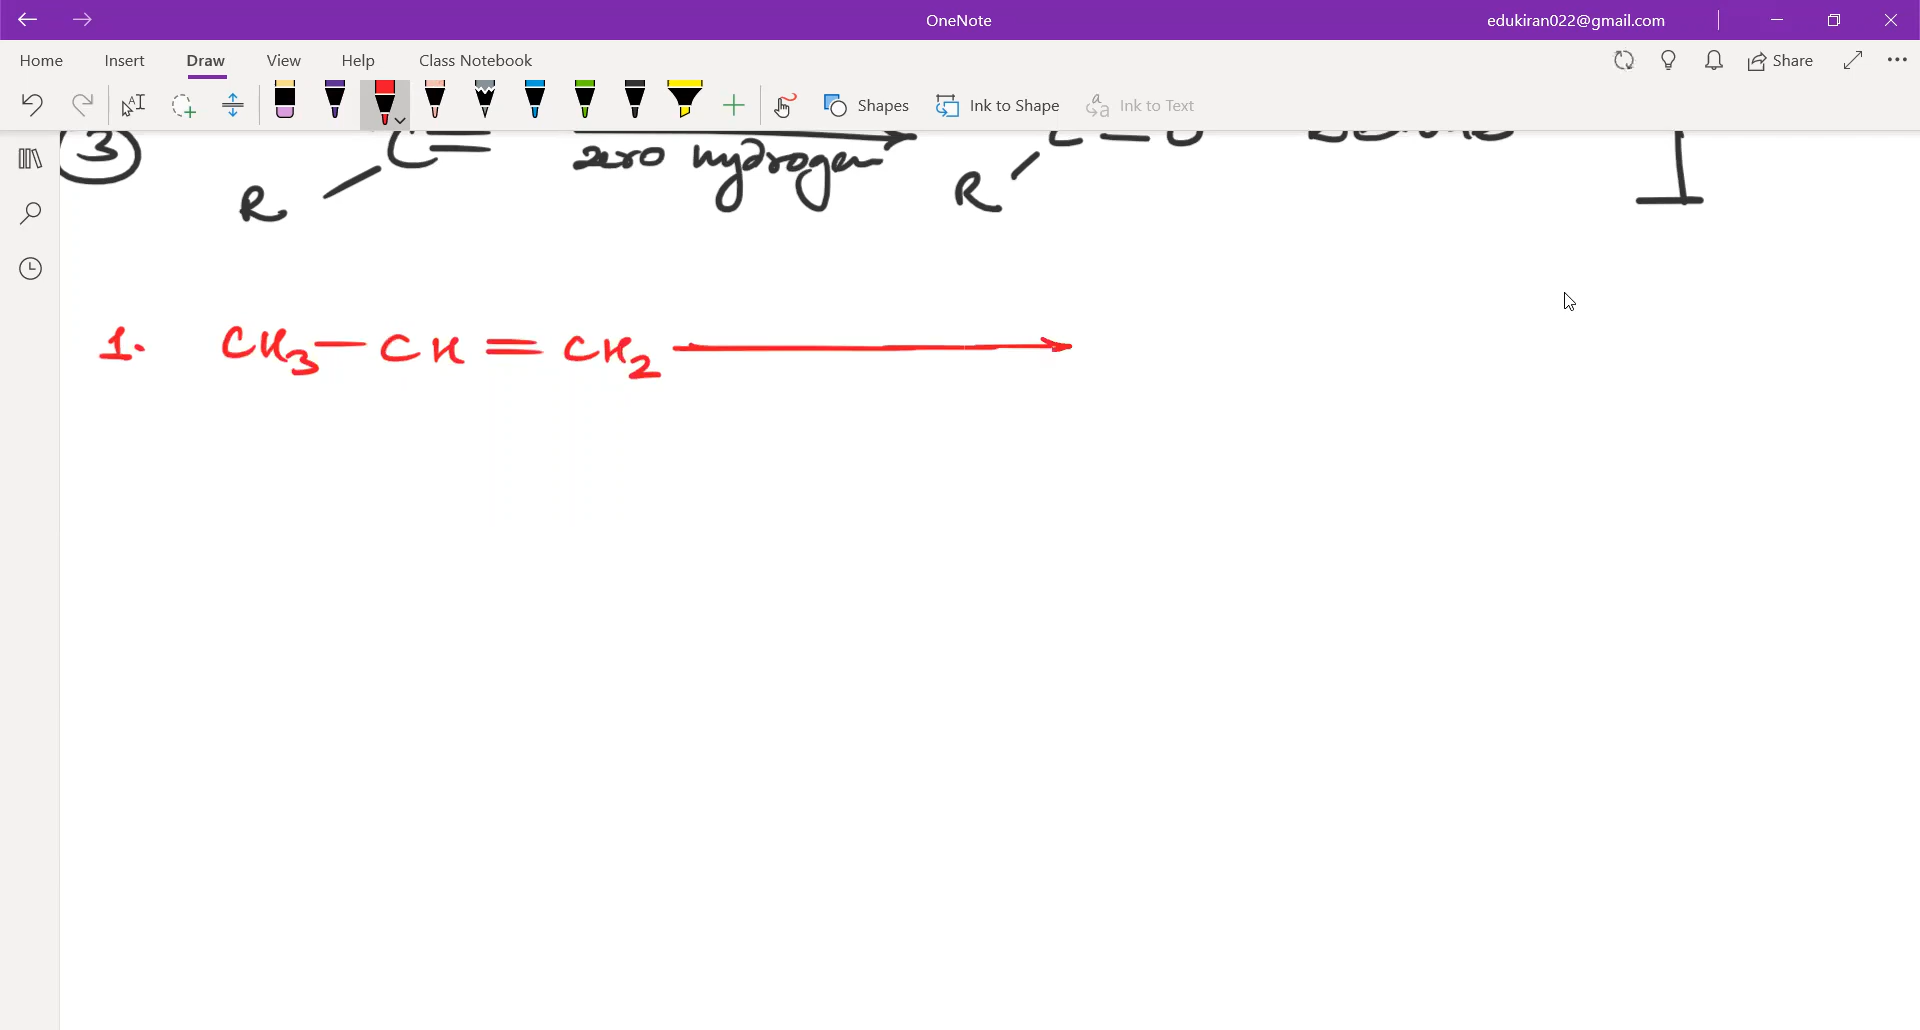 OneNote
edukiran022@gmail.com
Home Insert Draw View Help Class Notebook
Share
Shapes Ink to Shape Ink to Text
3 C= zero hydrogen C=O
R R
1. CH3—CH=CH2→